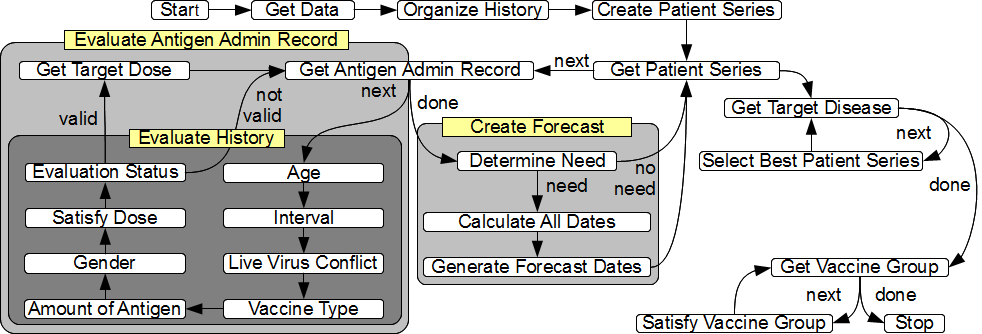 Start
Get Data
Organize History
Create Patient Series
Evaluate Antigen Admin Record
Get Target Dose
Get Antigen Admin Record
next
Get Patient Series
next
done
not
valid
valid
Get Target Disease
next
Select Best Patient Series
done
Evaluate History
Create Forecast
Evaluation Status
Age
Determine Need
no
need
need
Satisfy Dose
Interval
Calculate All Dates
Gender
Live Virus Conflict
Generate Forecast Dates
Get Vaccine Group
next
done
Amount of Antigen
Vaccine Type
Satisfy Vaccine Group
Stop